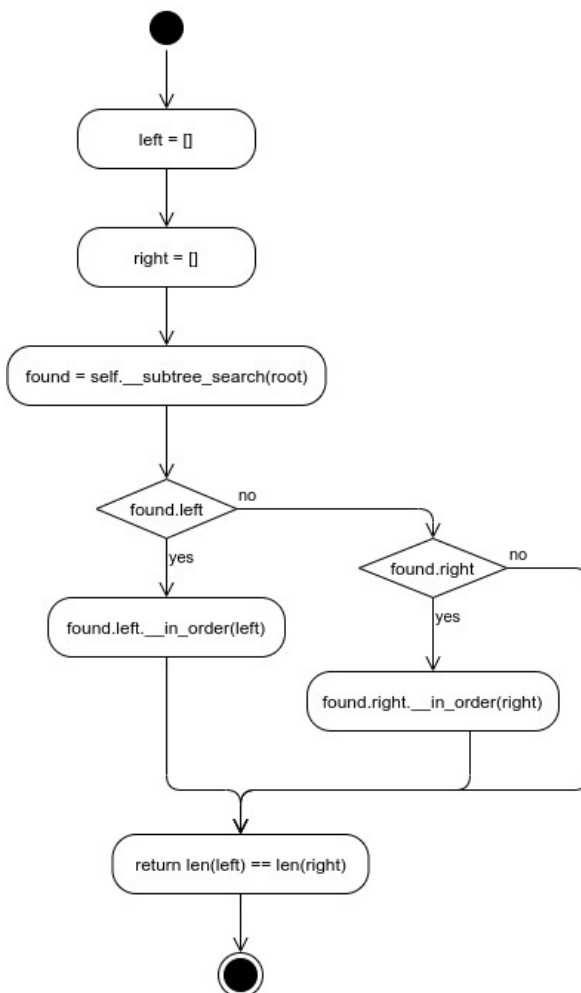 left = []
right = []
found = self.__subtree_search(root)
found.left
no
yes
found.right
no
yes
found.left.__in_order(left)
found.right.__in_order(right)
return len(left) == len(right)